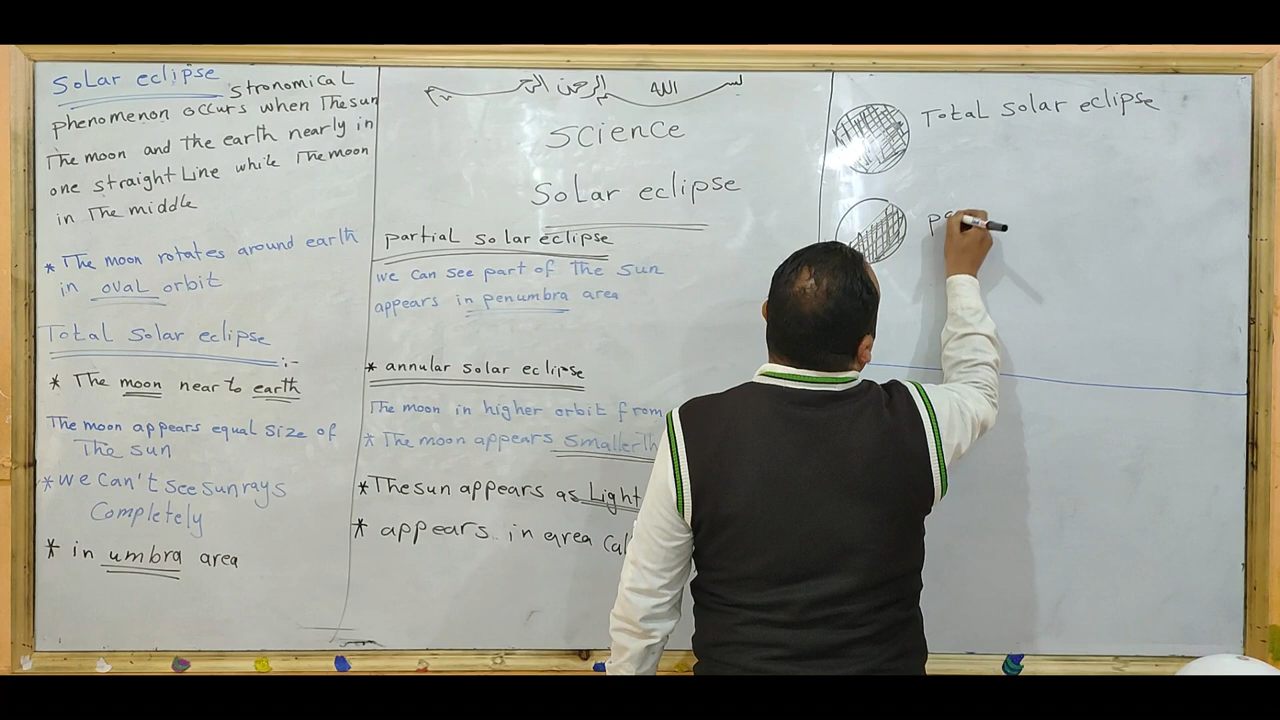 Solar eclipse stronomical
phenomenon occurs when The sun
The moon and the earth nearly in
one straight Line while The moon
in The middle
* The moon rotates around earth
in oval orbit
Total Solar eclipse :-
* The moon near to earth
The moon appears equal size of
The sun
* we can't see sun rays
Completely
* in umbra area
بسم الله الرحمن الرحيم
Science
Solar eclipse
partial solar eclipse
we can see part of The sun
appears in penumbra area
* annular solar eclipse
The moon in higher orbit from
* The moon appears smaller th
* The sun appears as Light
* appears in area cal
Total solar eclipse
pa